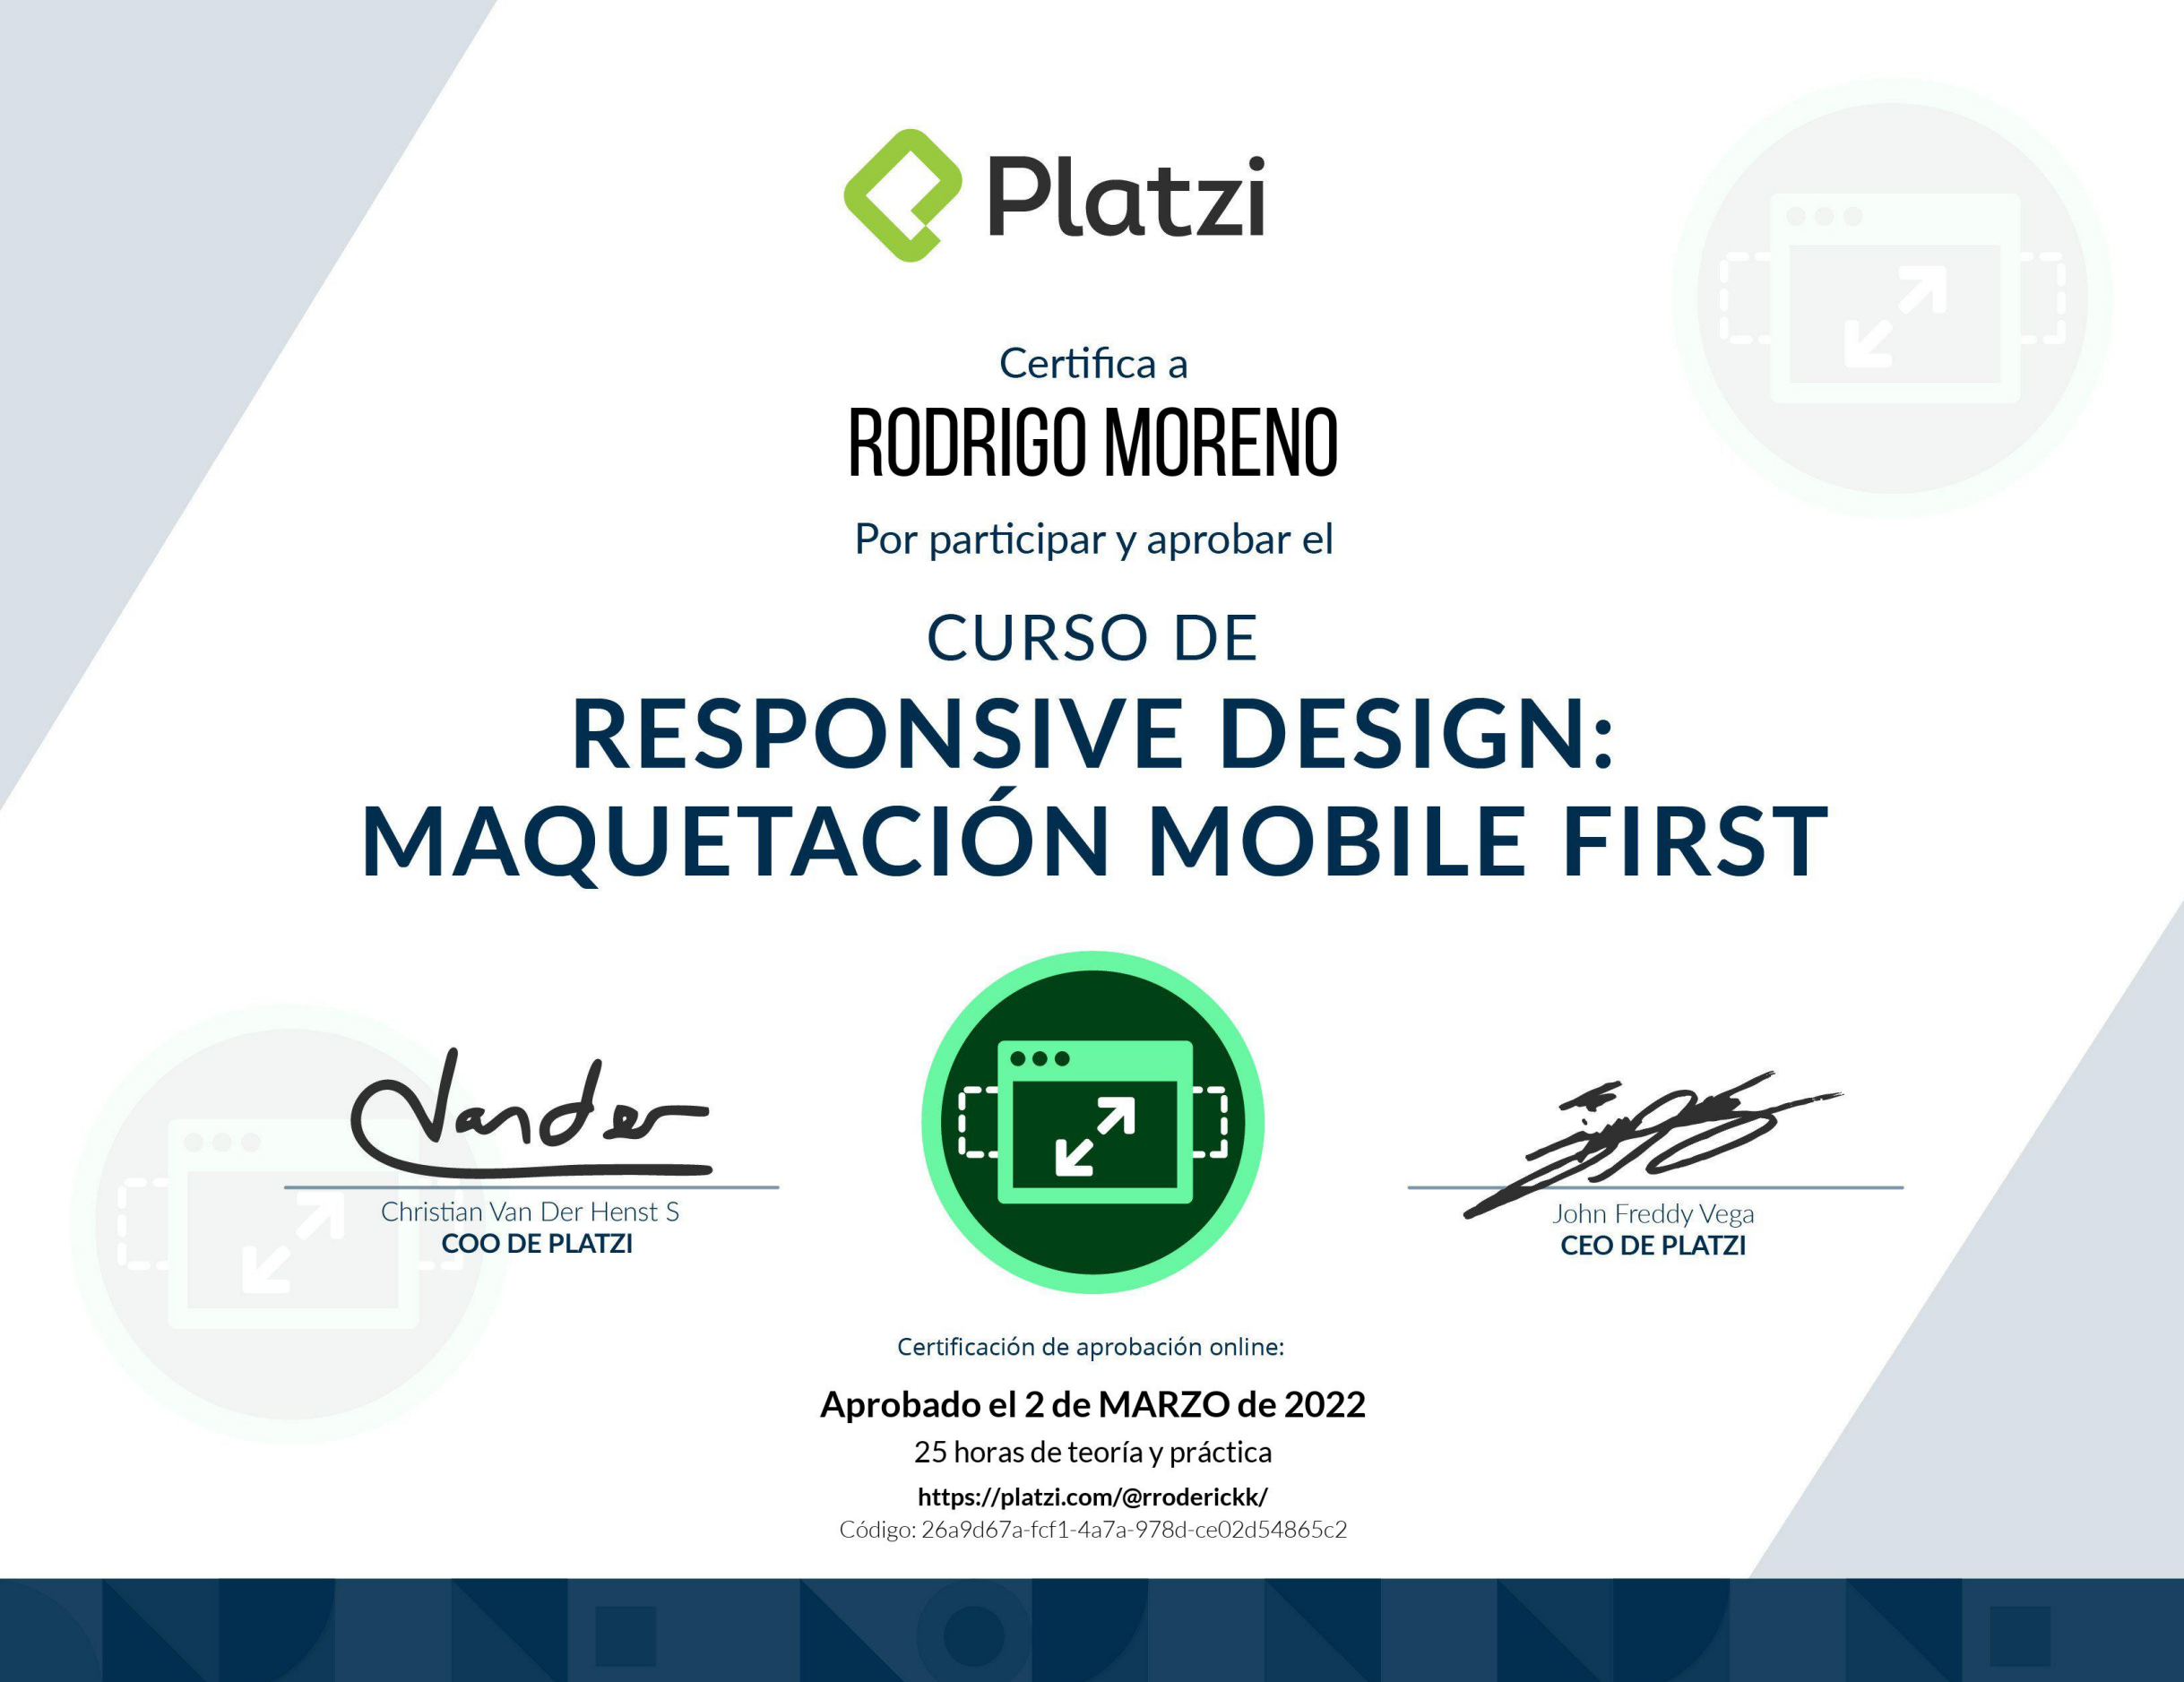 Platzi
Certifica a
RODRIGO MORENO
Por participar y aprobar el
CURSO DE
RESPONSIVE DESIGN:
MAQUETACIÓN MOBILE FIRST
Vander
Christian Van Der Henst S
COO DE PLATZI
John Freddy Vega
CEO DE PLATZI
Certificación de aprobación online:
Aprobado el 2 de MARZO de 2022
25 horas de teoría y práctica
https://platzi.com/@rroderickk/
Código: 26a9d67a-fcf1-4a7a-978d-ce02d54865c2